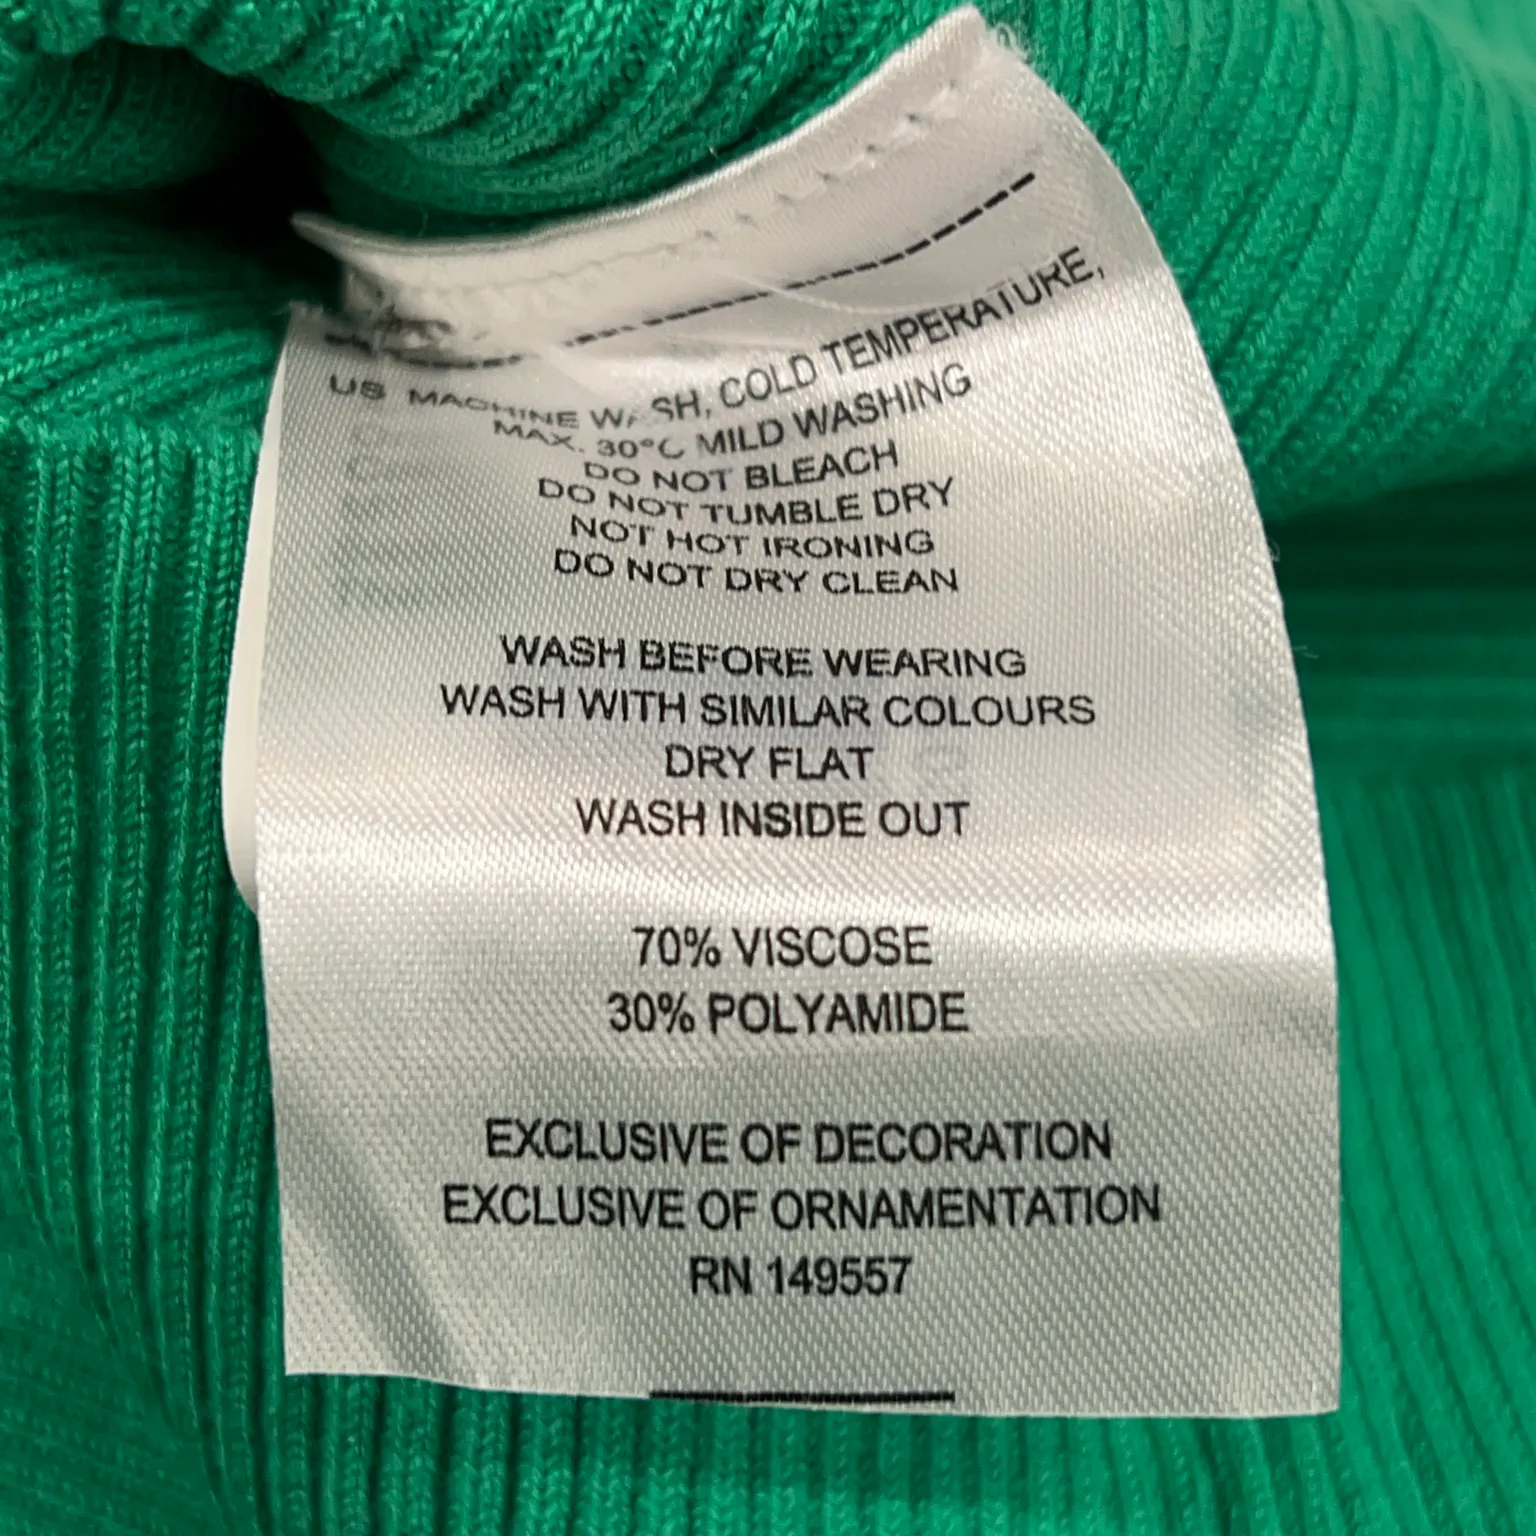 US MACHINE WASH, COLD TEMPERATURE,
MAX. 30°C MILD WASHING
DO NOT BLEACH
DO NOT TUMBLE DRY
NOT HOT IRONING
DO NOT DRY CLEAN
WASH BEFORE WEARING
WASH WITH SIMILAR COLOURS
DRY FLAT
WASH INSIDE OUT
70% VISCOSE
30% POLYAMIDE
EXCLUSIVE OF DECORATION
EXCLUSIVE OF ORNAMENTATION
RN 149557